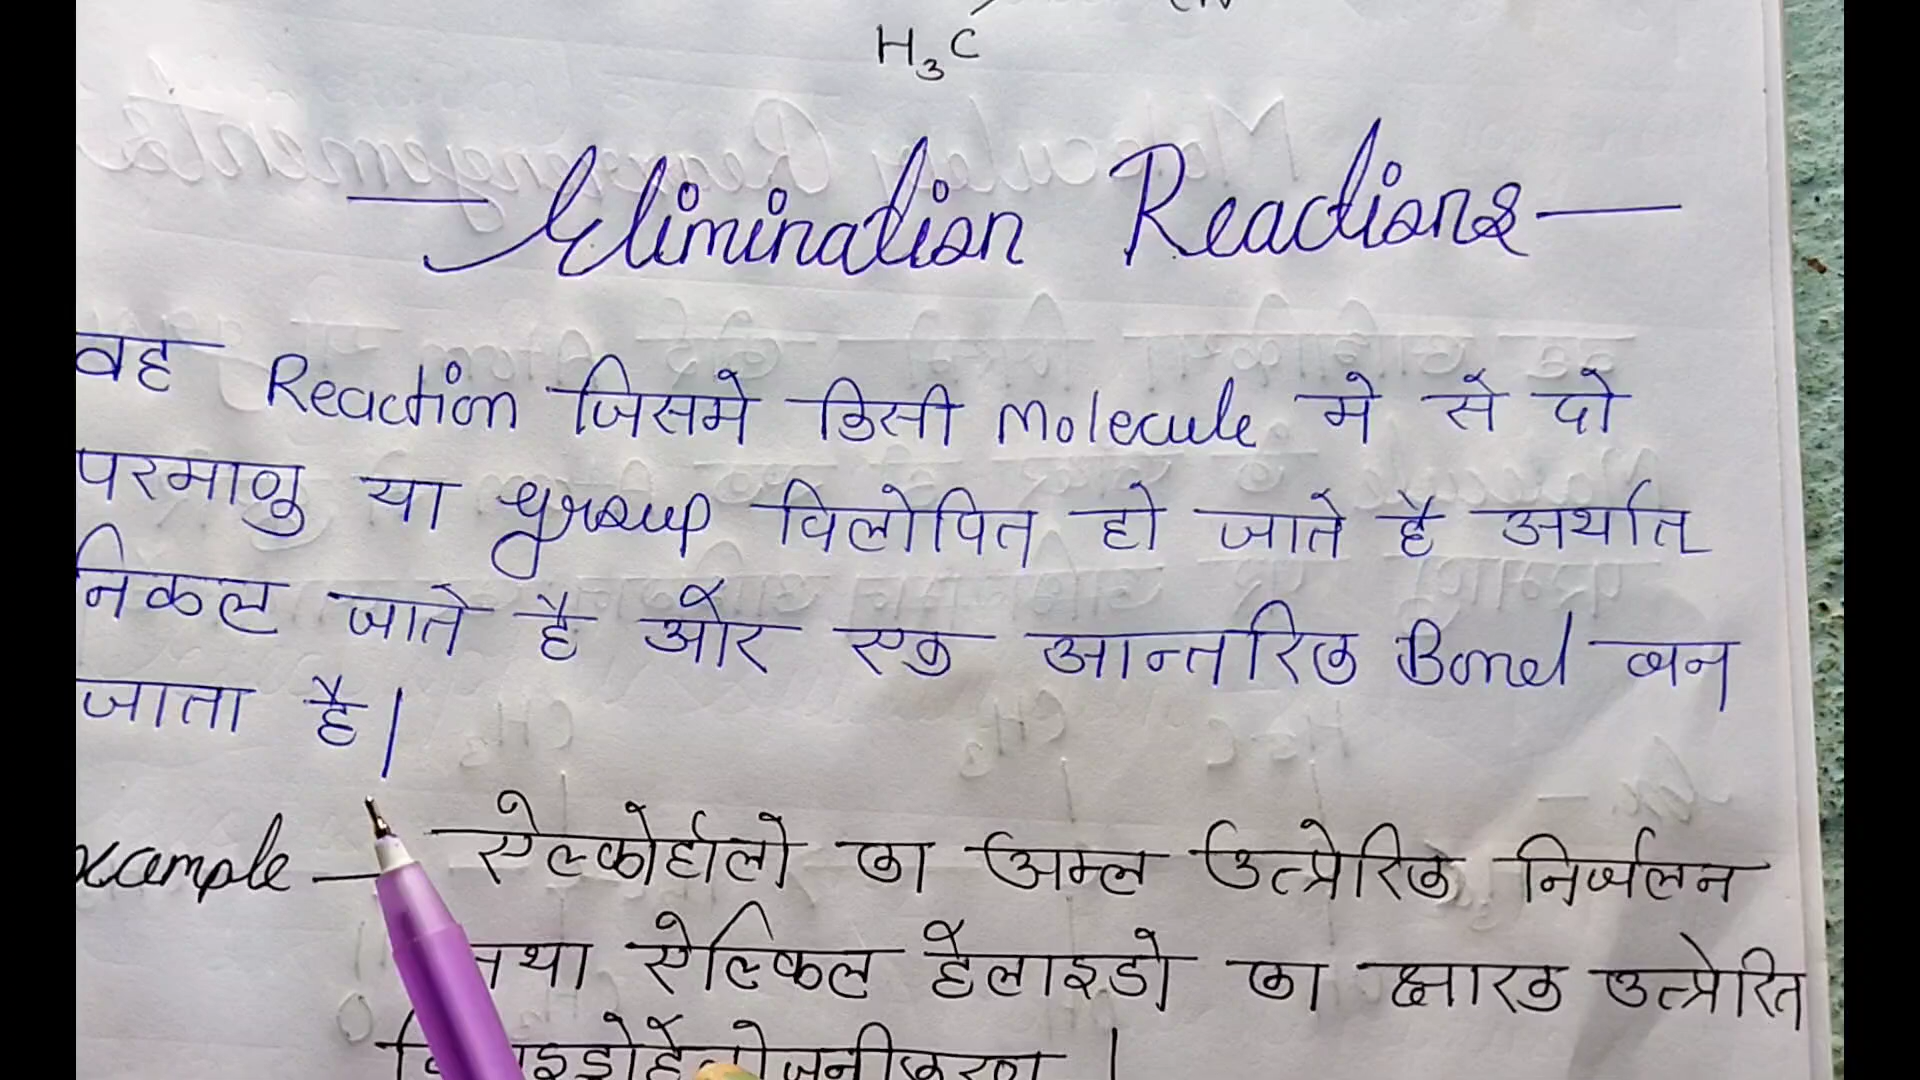 H₃C
— Elimination Reactions —
वह Reaction जिसमे किसी Molecule मे से दो
परमाणु या group विलोपित हो जाते है अर्थात
निकल जाते है और एक आन्तरिक Bond बन
जाता है|
xample — ऐल्कोहॉलो का अम्ल उत्प्रेरिक निर्जलन
तथा ऐल्किल हैलाइडो का क्षारक उत्प्रेरित